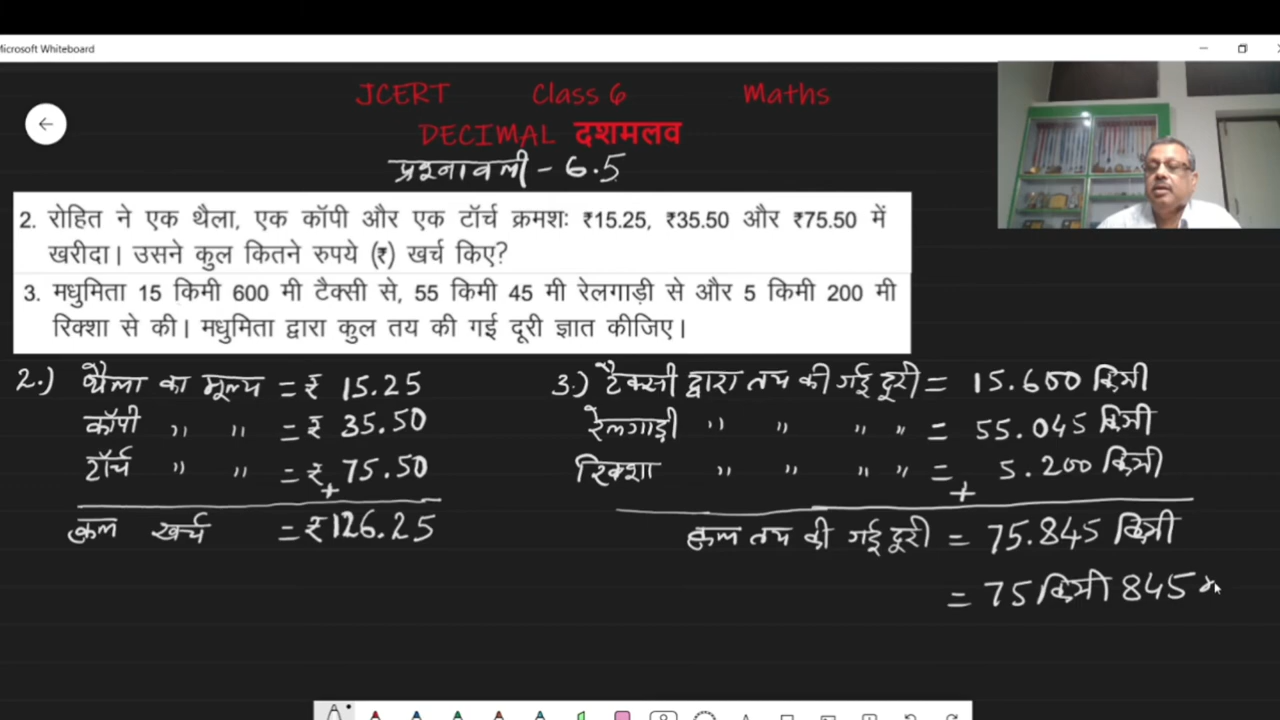 Microsoft Whiteboard
JCERT Class 6 Maths
DECIMAL दशमलव
प्रश्नावली - 6.5
2. रोहित ने एक थैला, एक कॉपी और एक टॉर्च क्रमशः ₹15.25, ₹35.50 और ₹75.50 में
खरीदा। उसने कुल कितने रुपये (₹) खर्च किए?
3. मधुमिता 15 किमी 600 मी टैक्सी से, 55 किमी 45 मी रेलगाड़ी से और 5 किमी 200 मी
रिक्शा से की। मधुमिता द्वारा कुल तय की गई दूरी ज्ञात कीजिए।
2.) थैला का मूल्य = ₹ 15.25
कॉपी " " = ₹ 35.50
टॉर्च " " = ₹ 75.50
+
कुल खर्च = ₹126.25
3.) टैक्सी द्वारा तय की गई दूरी = 15.600 किमी
रेलगाड़ी " " " " = 55.045 किमी
रिक्शा " " " " = 5.200 किमी
+
कुल तय की गई दूरी = 75.845 किमी
= 75 किमी 845